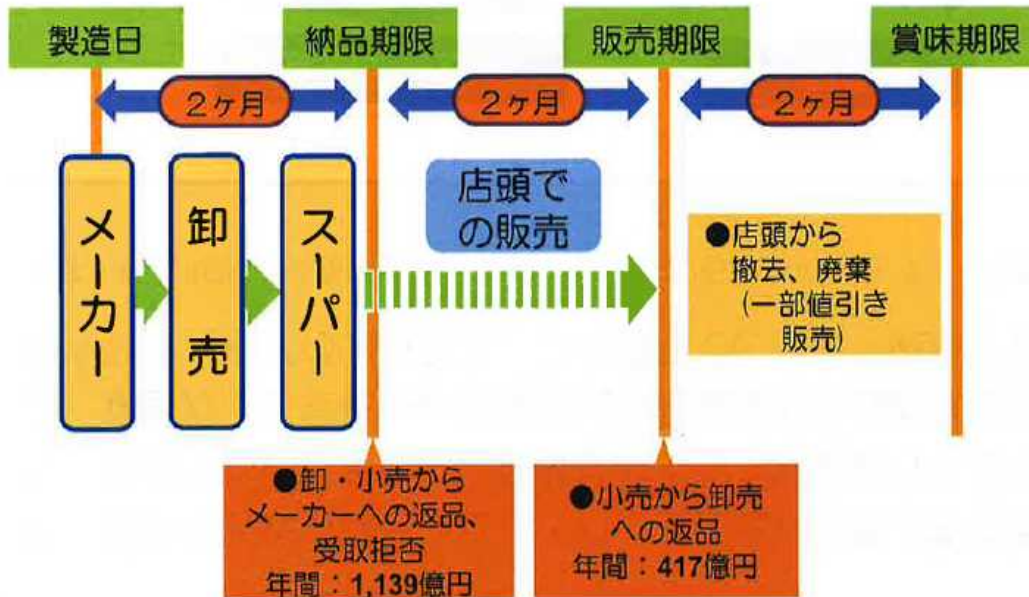 製造日
納品期限
販売期限
賞味期限
2ヶ月
2ヶ月
2ヶ月
メーカー
卸売
スーパー
店頭で
の販売
●店頭から
撤去、廃棄
(一部値引き
販売)
●卸・小売から
メーカーへの返品、
受取拒否
年間：1,139億円
●小売から卸売
への返品
年間：417億円